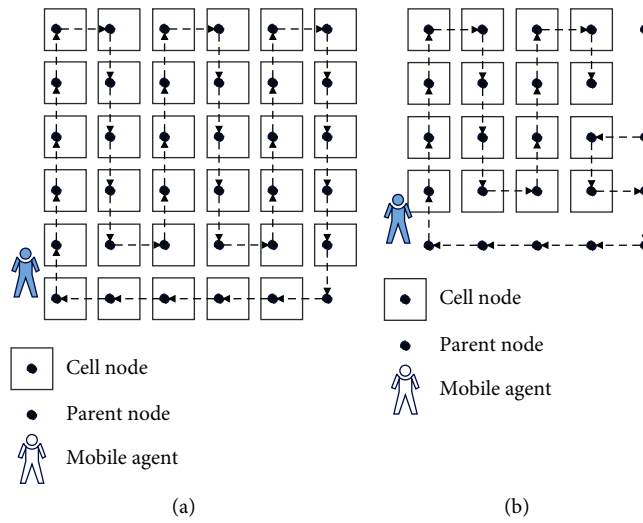 Cell node
Parent node
Mobile agent
(a)
Cell node
Parent node
Mobile agent
(b)